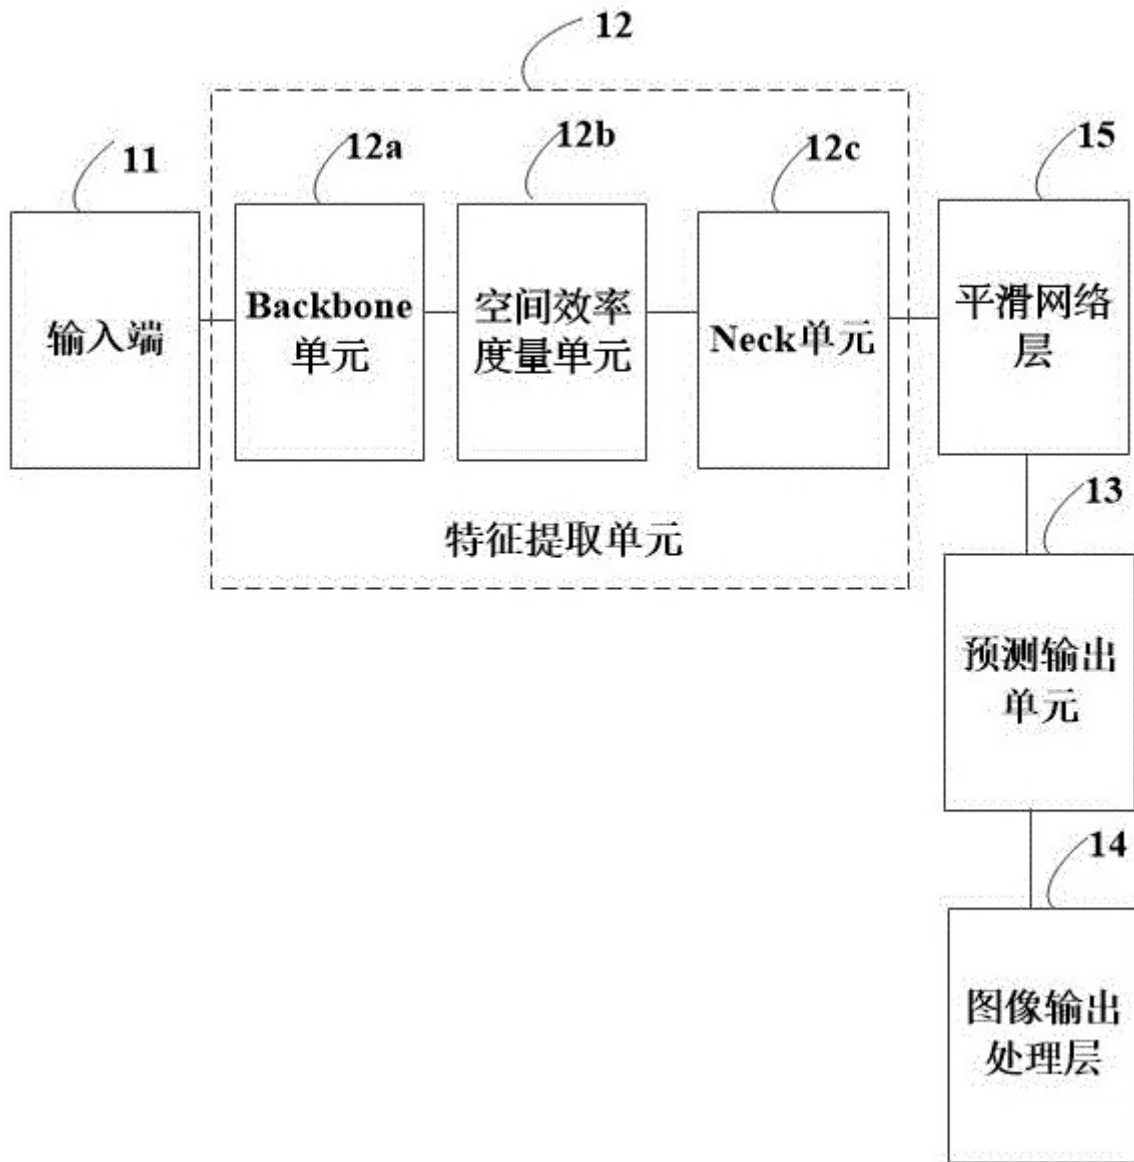 12
11
12a
12b
12c
15
输入端
Backbone
单元
空间效率
度量单元
Neck单元
平滑网络
层
特征提取单元
13
预测输出
单元
14
图像输出
处理层